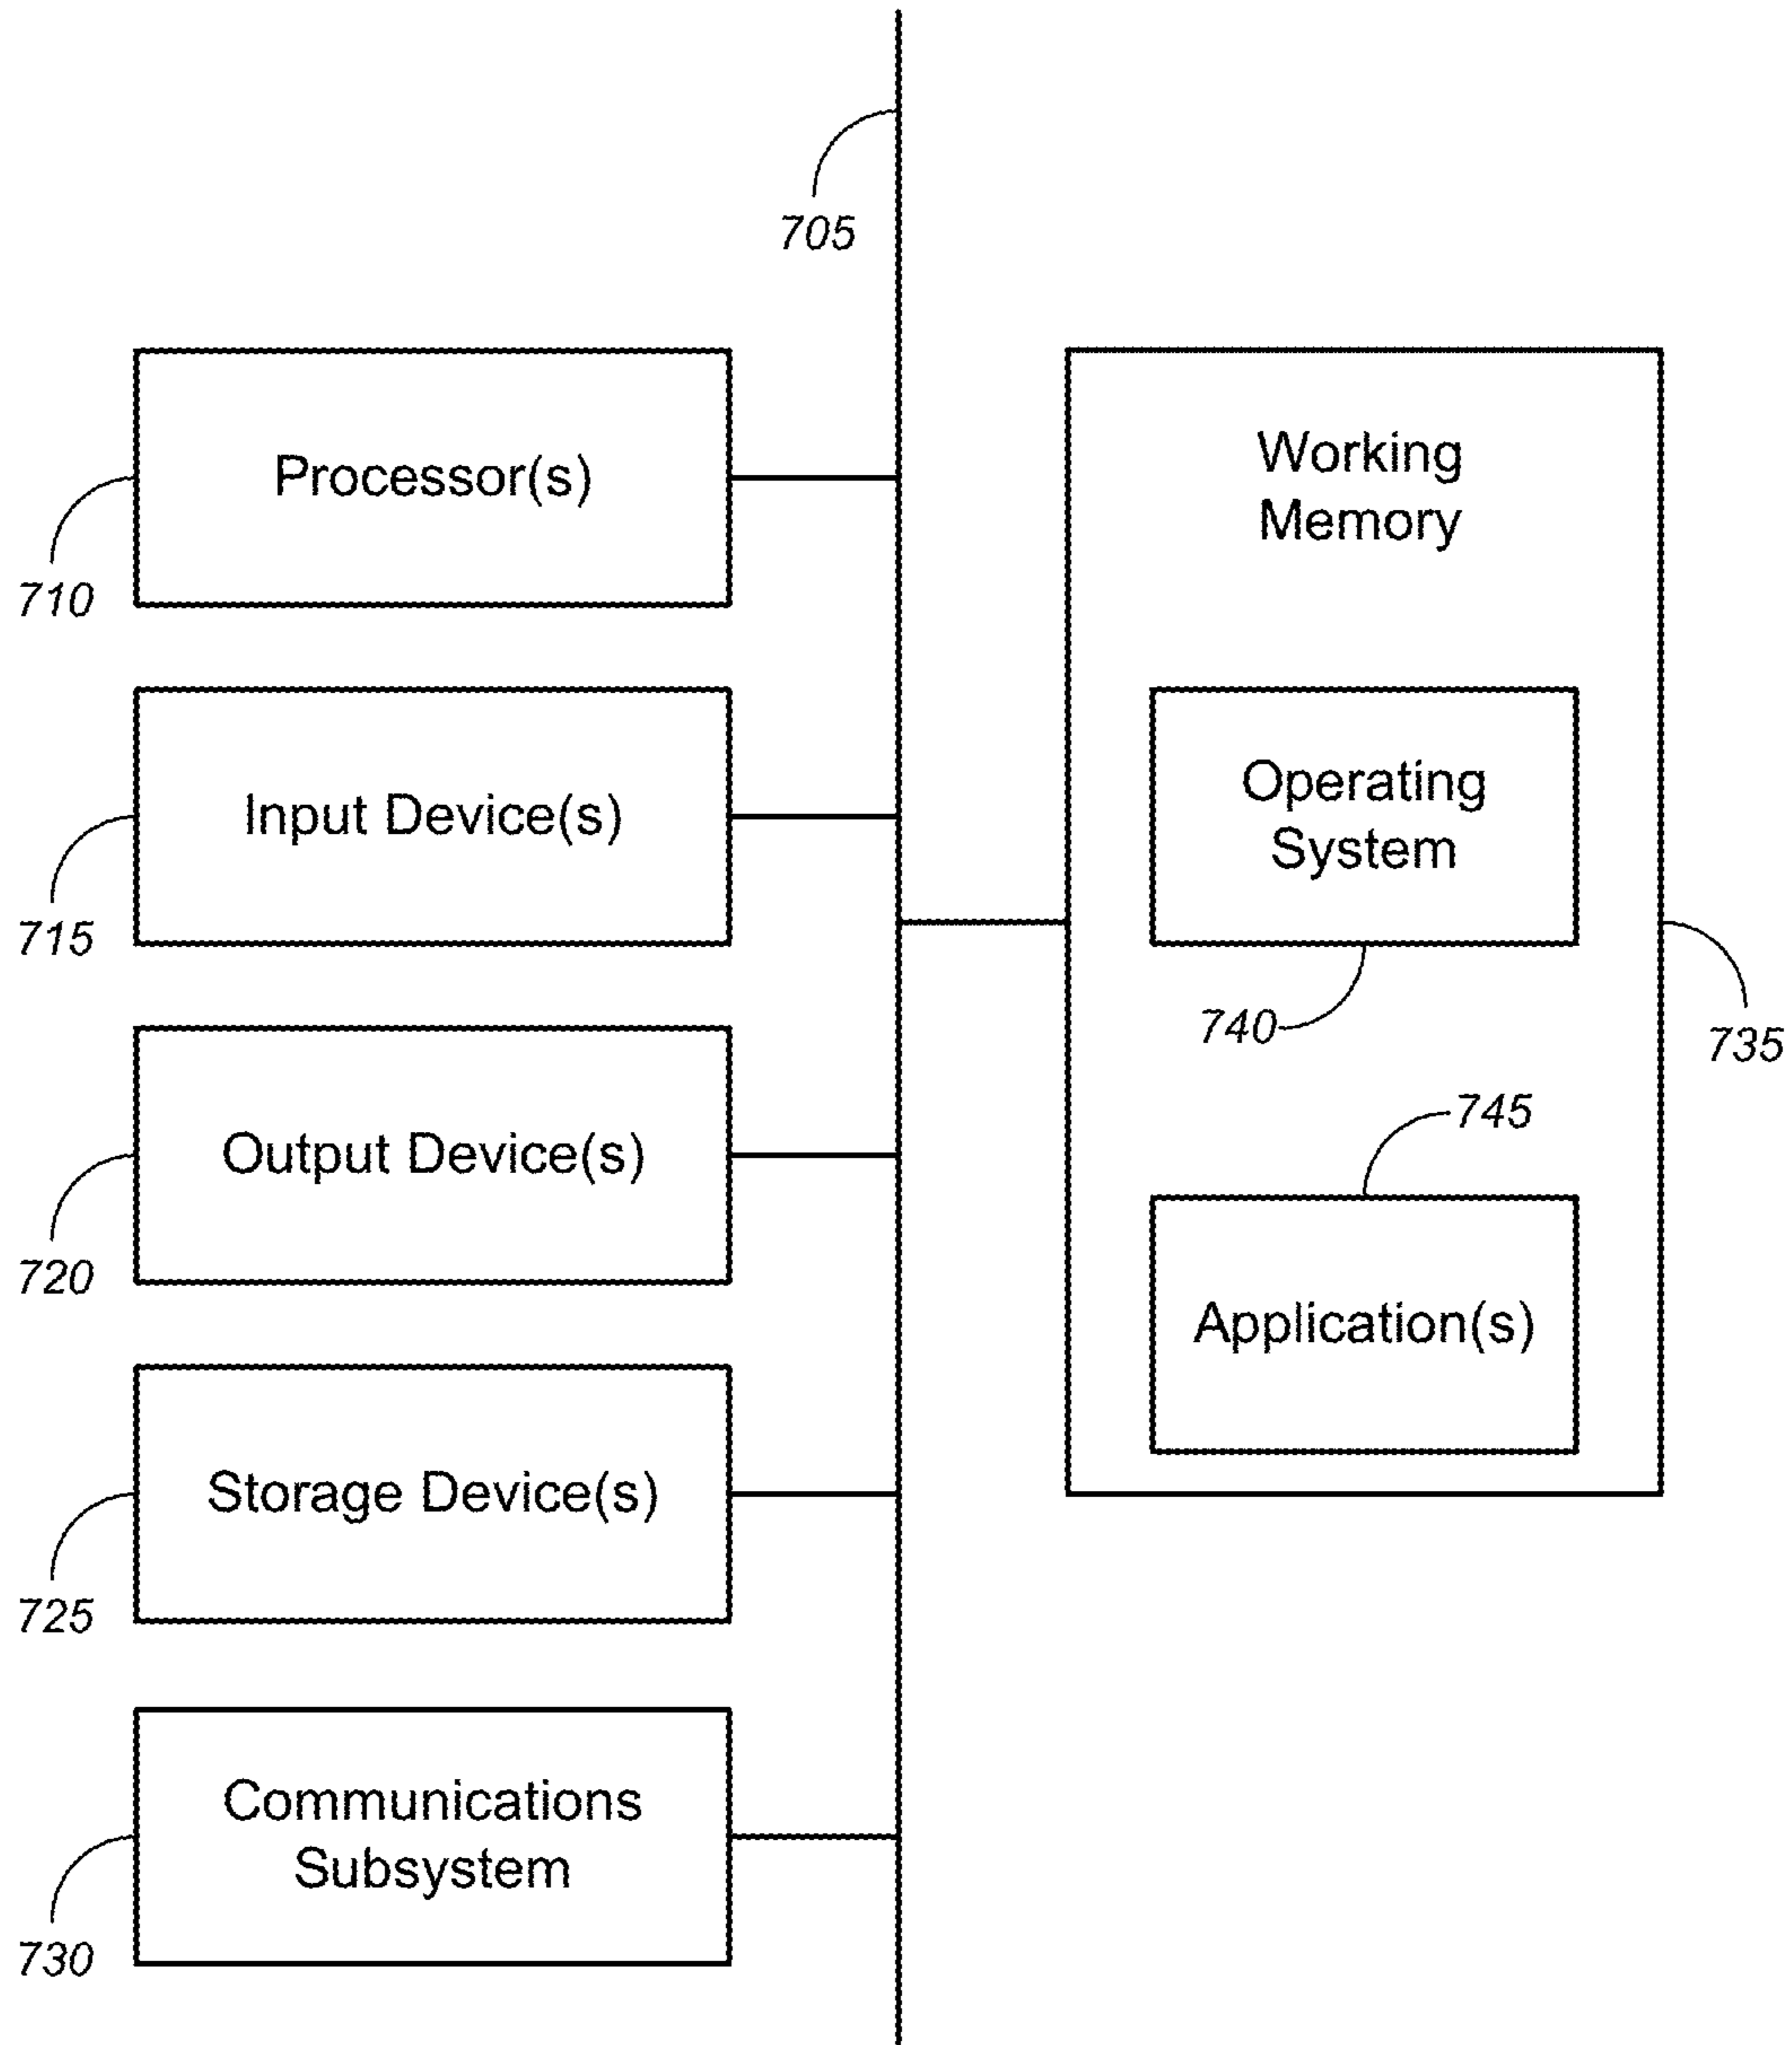 705
Processor(s)
710
Input Device(s)
715
Output Device(s)
720
Storage Device(s)
725
Communications
Subsystem
730
Working
Memory
Operating
System
740
735
745
Application(s)